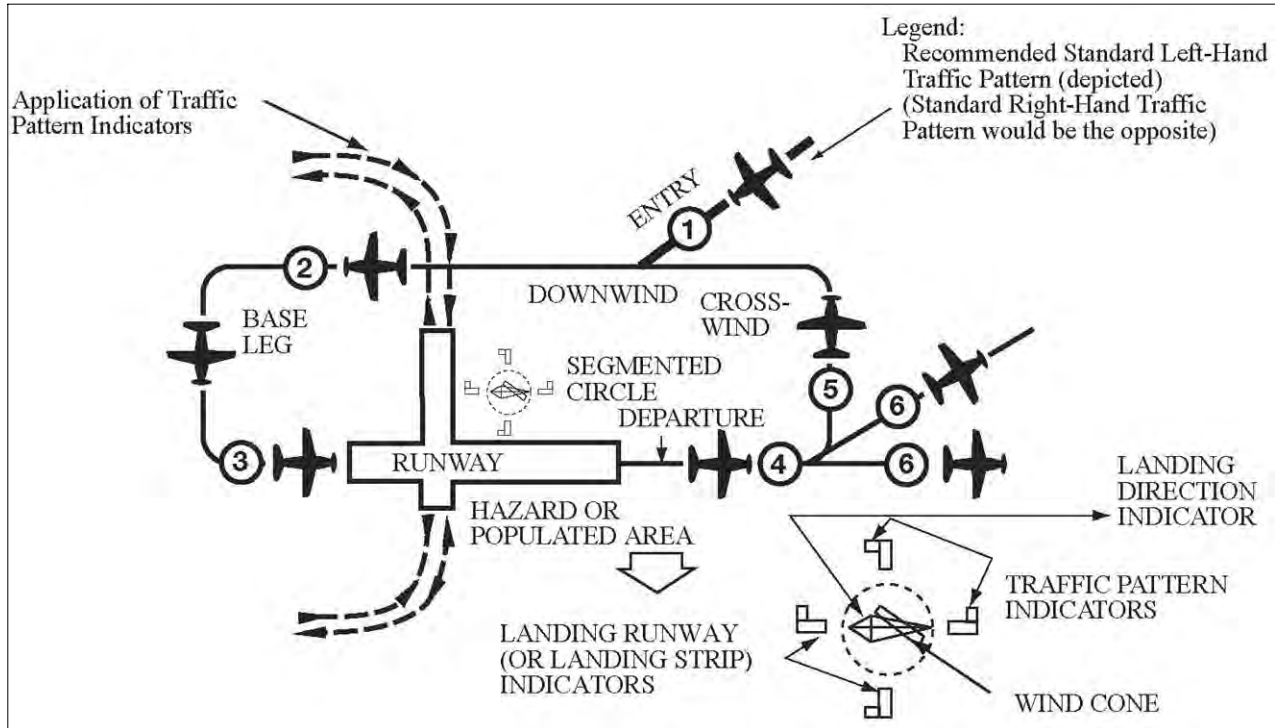 Legend:
Recommended Standard Left-Hand
Traffic Pattern (depicted)
(Standard Right-Hand Traffic
Pattern would be the opposite)
Application of Traffic
Pattern Indicators
ENTRY
1
2
DOWNWIND
CROSS-
WIND
BASE
LEG
SEGMENTED
CIRCLE
DEPARTURE
5
6
3
RUNWAY
4
6
LANDING
DIRECTION
INDICATOR
HAZARD OR
POPULATED AREA
TRAFFIC PATTERN
INDICATORS
LANDING RUNWAY
(OR LANDING STRIP)
INDICATORS
WIND CONE